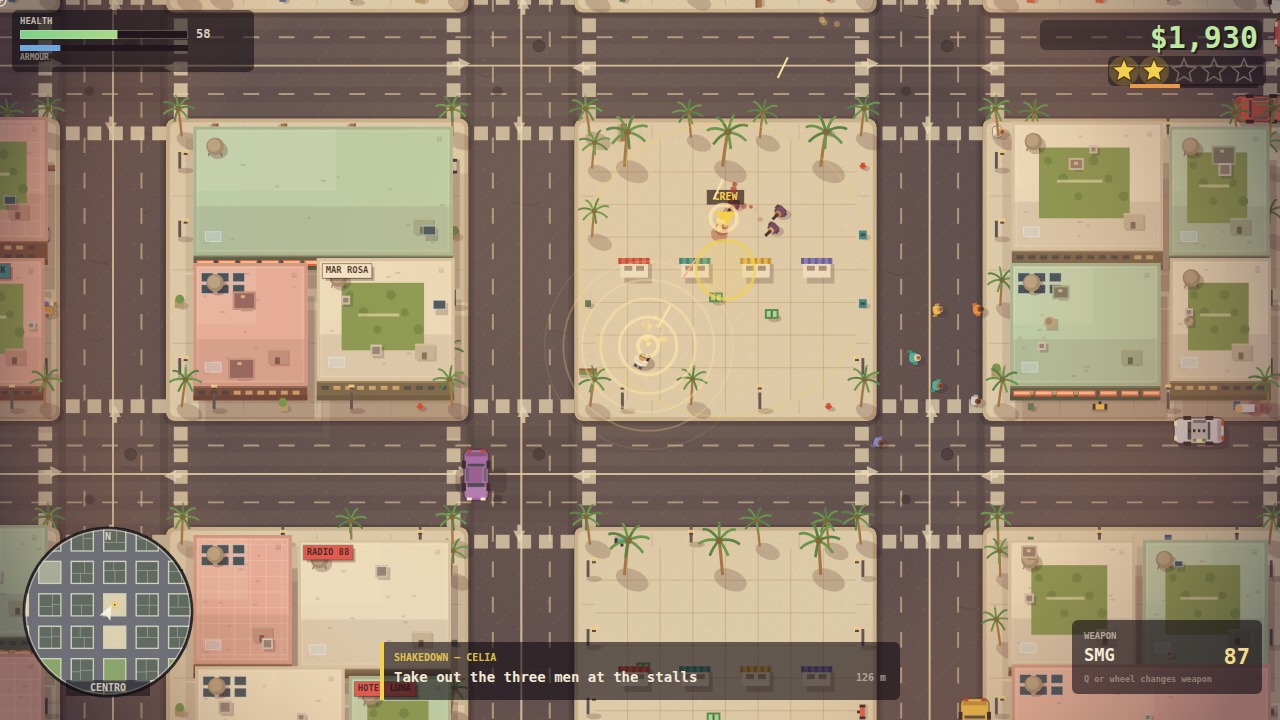 HEALTH
58
ARMOUR
$1,930
CREW
MAR ROSA
K
RADIO 88
N
CENTRO
HOTEL LUNA
SHAKEDOWN — CELIA
Take out the three men at the stalls
126 m
WEAPON
SMG
87
Q or wheel changes weapon